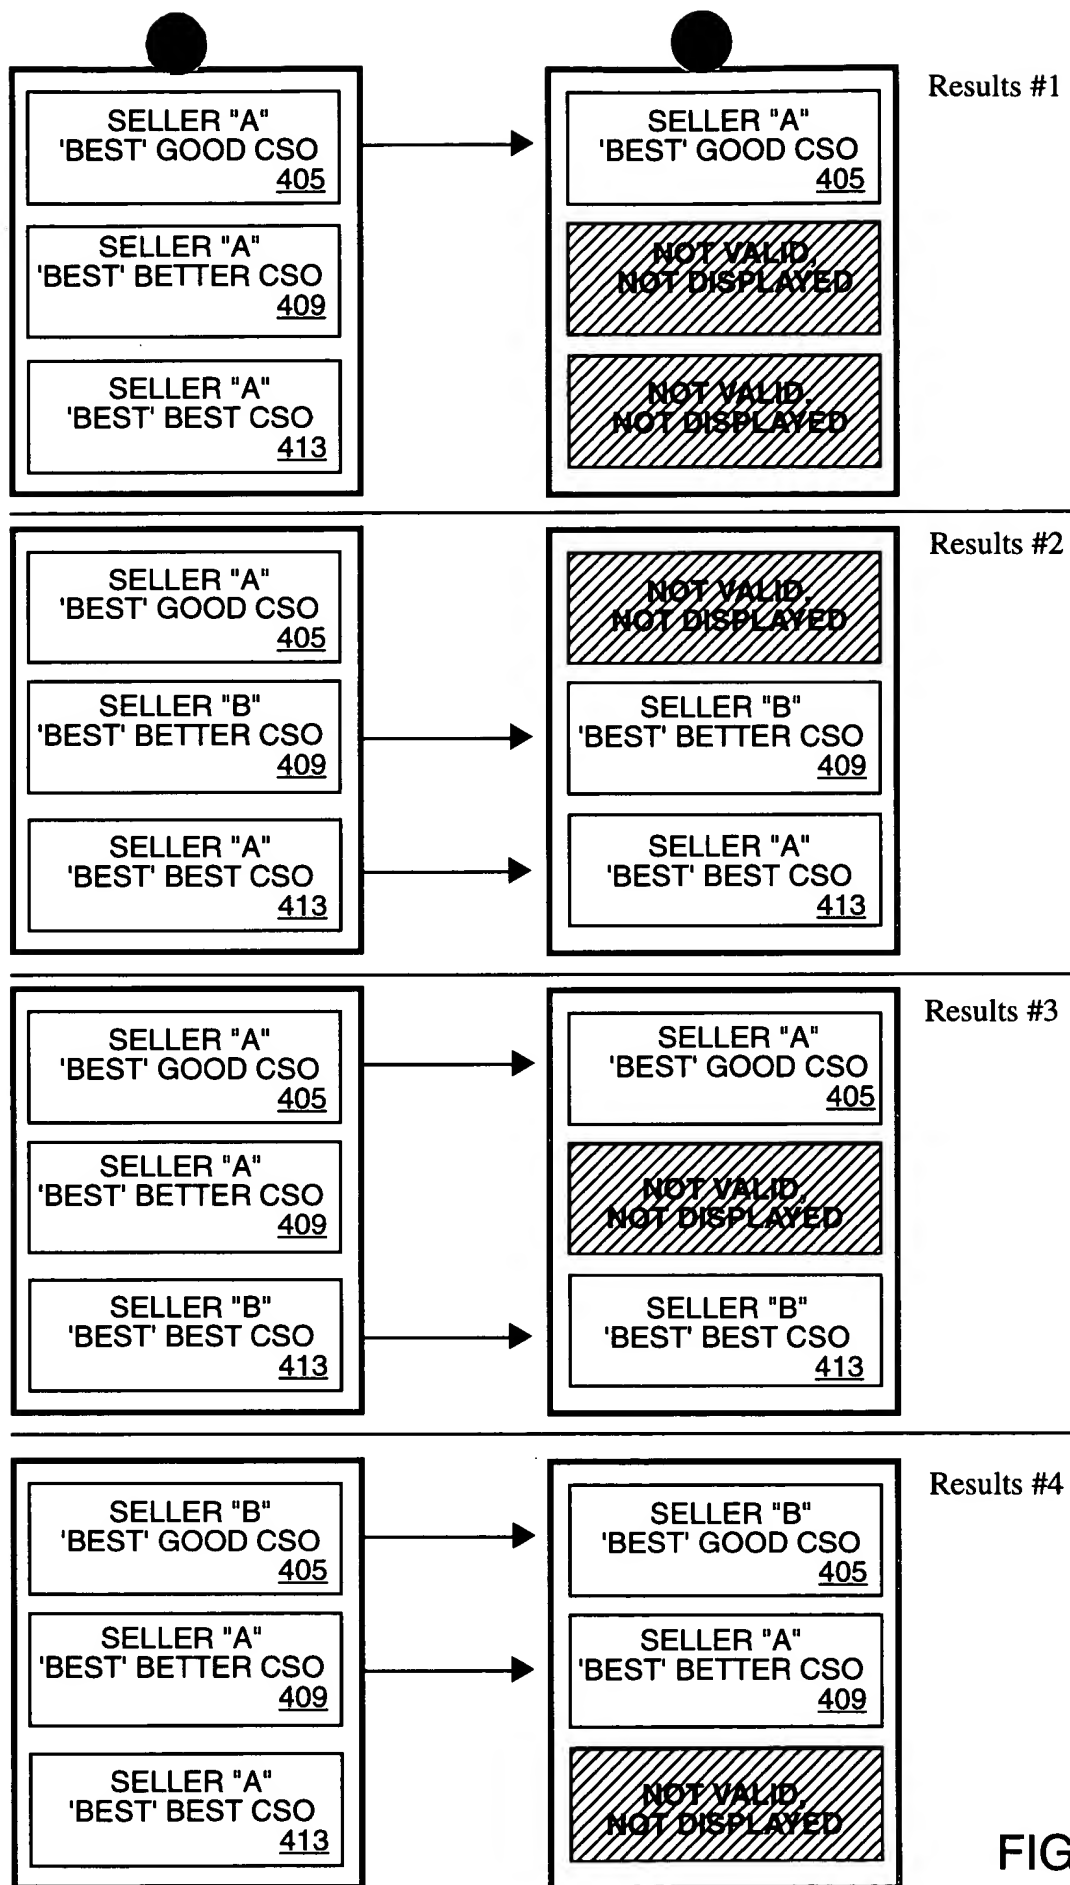 Results #1
SELLER "A"
'BEST' GOOD CSO
405
SELLER "A"
'BEST' GOOD CSO
405
SELLER "A"
'BEST' BETTER CSO
409
NOT VALID,
NOT DISPLAYED
SELLER "A"
'BEST' BEST CSO
413
NOT VALID,
NOT DISPLAYED
Results #2
SELLER "A"
'BEST' GOOD CSO
405
NOT VALID,
NOT DISPLAYED
SELLER "B"
'BEST' BETTER CSO
409
SELLER "B"
'BEST' BETTER CSO
409
SELLER "A"
'BEST' BEST CSO
413
SELLER "A"
'BEST' BEST CSO
413
Results #3
SELLER "A"
'BEST' GOOD CSO
405
SELLER "A"
'BEST' GOOD CSO
405
SELLER "A"
'BEST' BETTER CSO
409
NOT VALID,
NOT DISPLAYED
SELLER "B"
'BEST' BEST CSO
413
SELLER "B"
'BEST' BEST CSO
413
Results #4
SELLER "B"
'BEST' GOOD CSO
405
SELLER "B"
'BEST' GOOD CSO
405
SELLER "A"
'BEST' BETTER CSO
409
SELLER "A"
'BEST' BETTER CSO
409
SELLER "A"
'BEST' BEST CSO
413
NOT VALID,
NOT DISPLAYED
FIG